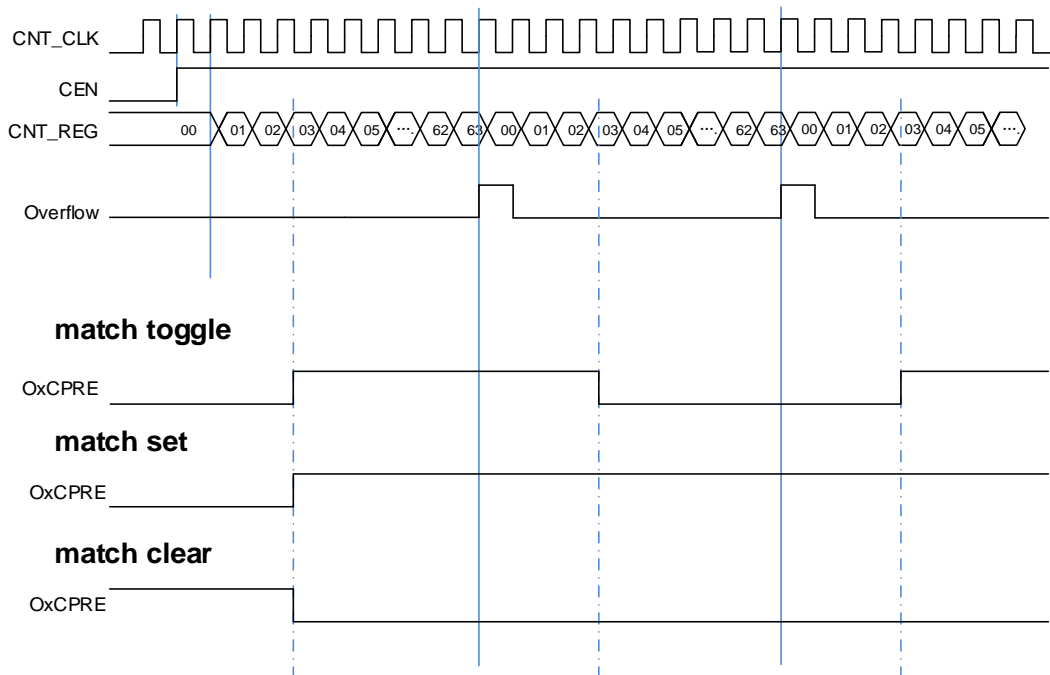 CNT_CLK
CEN
CNT_REG 00 01 02 03 04 05 ···. 62 63 00 01 02 03 04 05 ···. 62 63 00 01 02 03 04 05 ···.
Overflow
match toggle
OxCPRE
match set
OxCPRE
match clear
OxCPRE